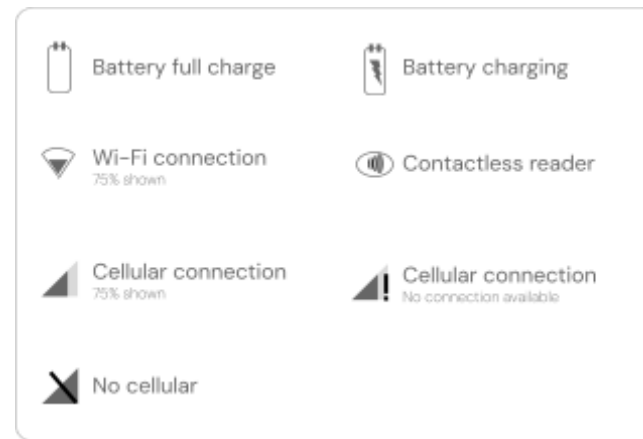 Battery full charge
Battery charging
Wi-Fi connection
75% shown
Contactless reader
Cellular connection
75% shown
Cellular connection
No connection available
No cellular